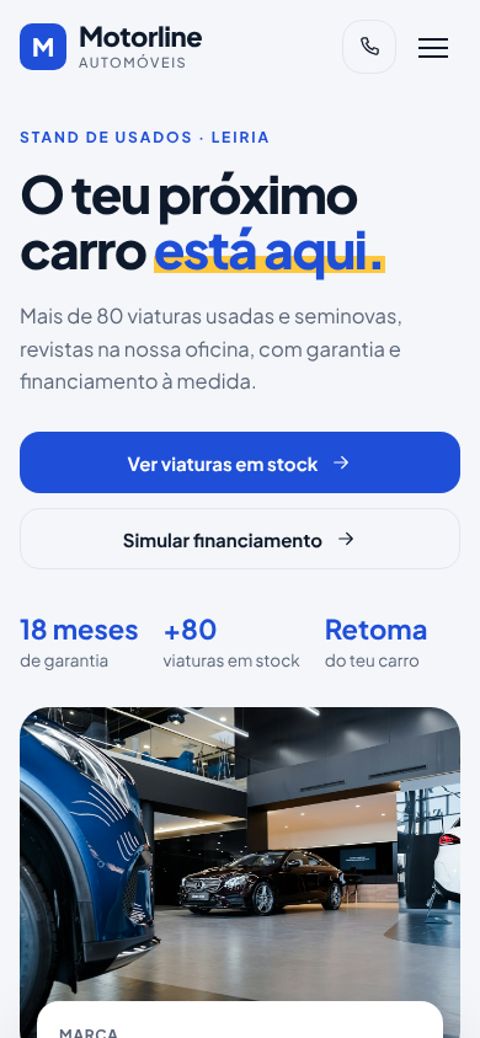 M
Motorline
AUTOMÓVEIS
STAND DE USADOS · LEIRIA
O teu próximo
carro está aqui.
Mais de 80 viaturas usadas e seminovas,
revistas na nossa oficina, com garantia e
financiamento à medida.
Ver viaturas em stock →
Simular financiamento →
18 meses
de garantia
+80
viaturas em stock
Retoma
do teu carro
MARCA